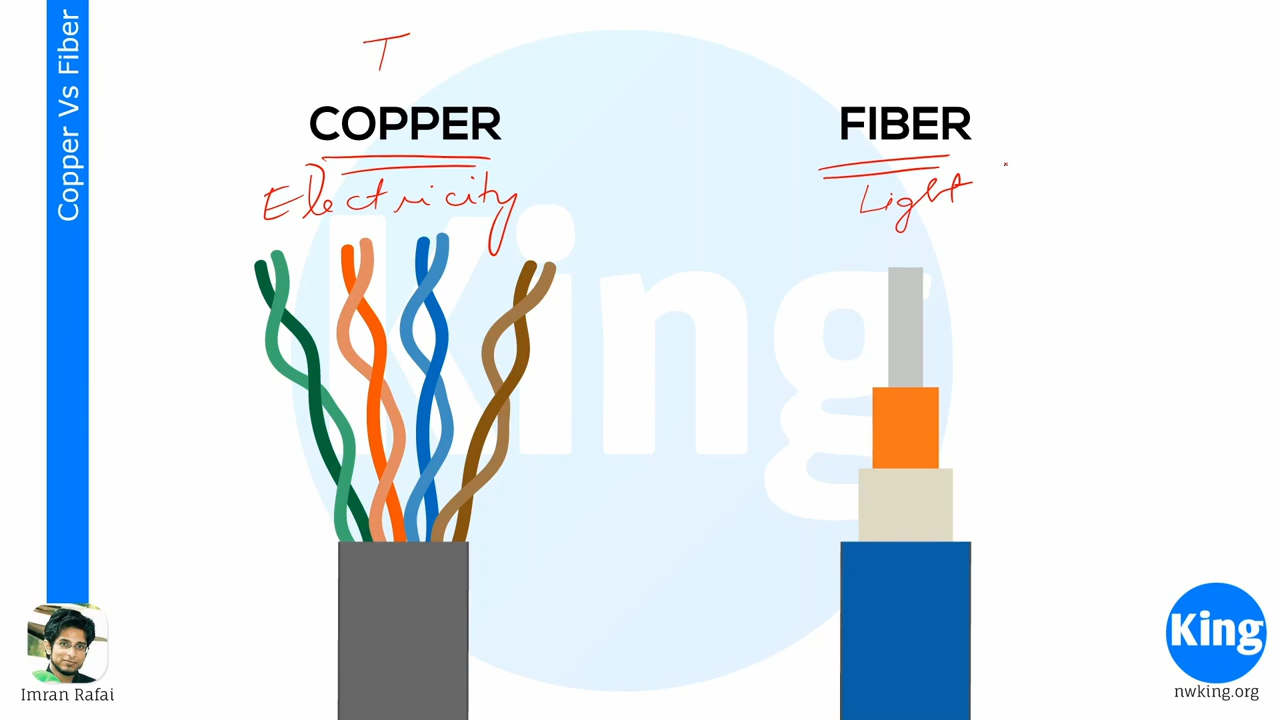 Copper Vs Fiber
T
COPPER
FIBER
Electricity
Light
King
Imran Rafai
King
nwking.org